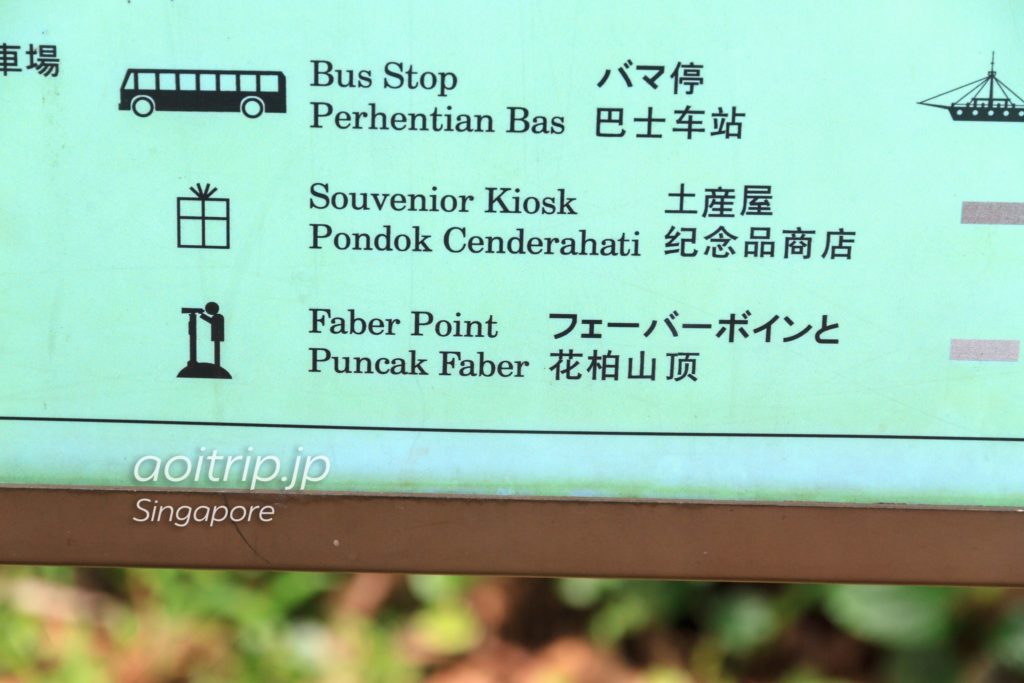 車場
Bus Stop バマ停
Perhentian Bas 巴士车站
Souvenior Kiosk 土産屋
Pondok Cenderahati 纪念品商店
Faber Point フェーバーボインと
Puncak Faber 花柏山顶
aoitrip.jp
Singapore